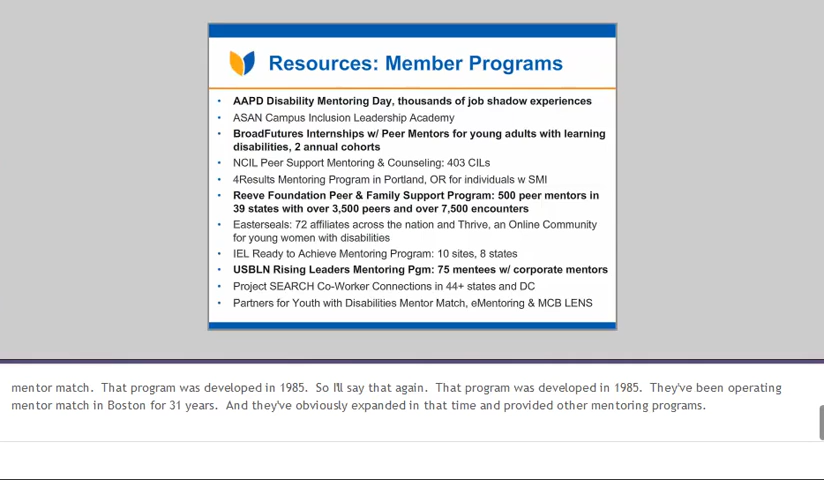 Resources: Member Programs
• AAPD Disability Mentoring Day, thousands of job shadow experiences
• ASAN Campus Inclusion Leadership Academy
• BroadFutures Internships w/ Peer Mentors for young adults with learning
disabilities, 2 annual cohorts
• NCIL Peer Support Mentoring & Counseling: 403 CILs
• 4Results Mentoring Program in Portland, OR for individuals w SMI
• Reeve Foundation Peer & Family Support Program: 500 peer mentors in
39 states with over 3,500 peers and over 7,500 encounters
• Easterseals: 72 affiliates across the nation and Thrive, an Online Community
for young women with disabilities
• IEL Ready to Achieve Mentoring Program: 10 sites, 8 states
• USBLN Rising Leaders Mentoring Pgm: 75 mentees w/ corporate mentors
• Project SEARCH Co-Worker Connections in 44+ states and DC
• Partners for Youth with Disabilities Mentor Match, eMentoring & MCB LENS
mentor match. That program was developed in 1985. So I'll say that again. That program was developed in 1985. They've been operating
mentor match in Boston for 31 years. And they've obviously expanded in that time and provided other mentoring programs.